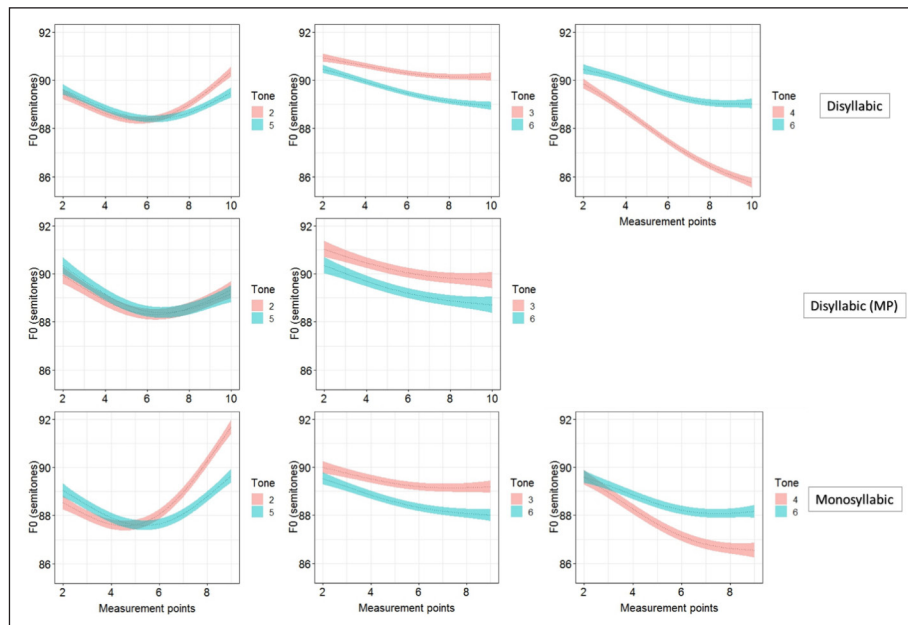 92
90
88
86
2 4 6 8 10
F0 (semitones)
Tone
2
5
92
90
88
86
2 4 6 8 10
F0 (semitones)
Tone
3
6
92
90
88
86
2 4 6 8 10
F0 (semitones)
Measurement points
Tone
4
6
Disyllabic
92
90
88
86
2 4 6 8 10
F0 (semitones)
Tone
2
5
92
90
88
86
2 4 6 8 10
F0 (semitones)
Tone
3
6
Disyllabic (MP)
92
90
88
86
2 4 6 8
F0 (semitones)
Measurement points
Tone
2
5
92
90
88
86
2 4 6 8
F0 (semitones)
Measurement points
Tone
3
6
92
90
88
86
2 4 6 8
F0 (semitones)
Measurement points
Tone
4
6
Monosyllabic